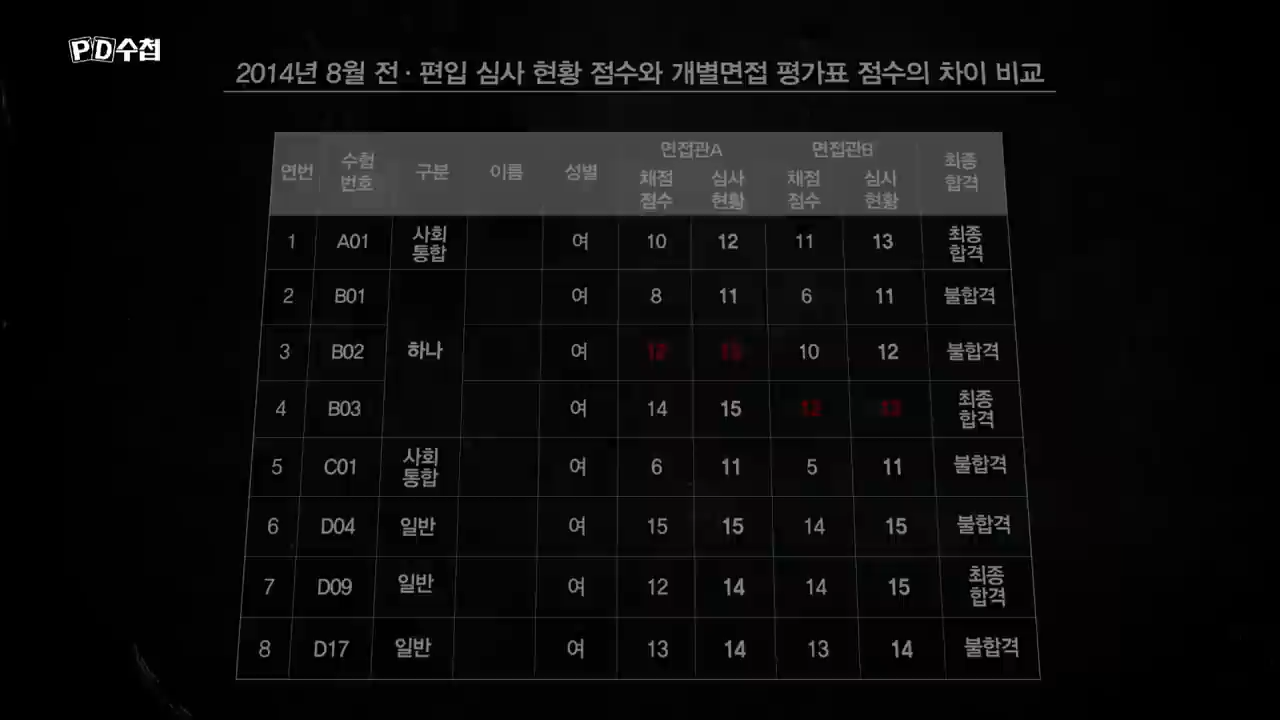 PD수첩
2014년 8월 전·편입 심사 현황 점수와 개별면접 평가표 점수의 차이 비교
연번 수험번호 구분 이름 성별 면접관A 채점점수 심사현황 면접관B 채점점수 심사현황 최종합격
1 A01 사회통합 여 10 12 11 13 최종합격
2 B01 하나 여 8 11 6 11 불합격
3 B02 여 12 13 10 12 불합격
4 B03 여 14 15 12 13 최종합격
5 C01 사회통합 여 6 11 5 11 불합격
6 D04 일반 여 15 15 14 15 불합격
7 D09 일반 여 12 14 14 15 최종합격
8 D17 일반 여 13 14 13 14 불합격